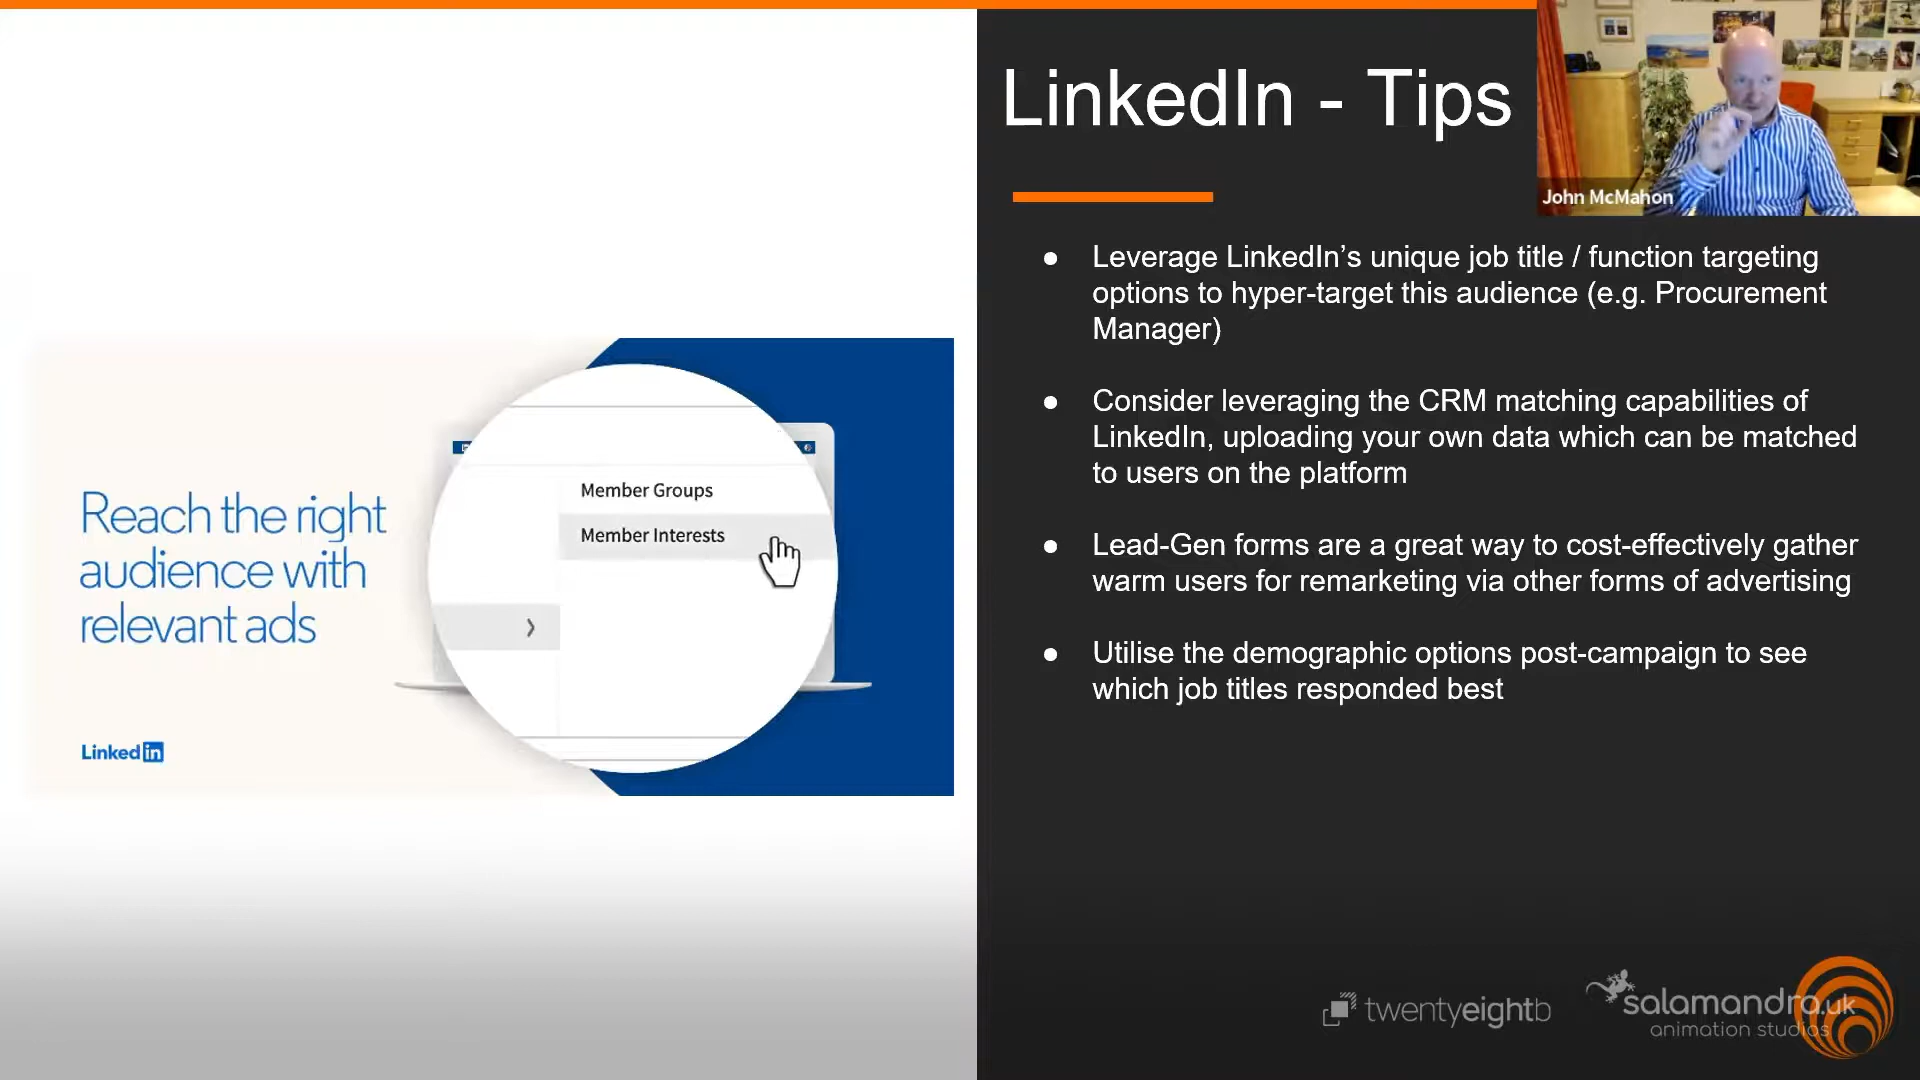 LinkedIn - Tips
John McMahon
● Leverage LinkedIn’s unique job title / function targeting
options to hyper-target this audience (e.g. Procurement
Manager)
● Consider leveraging the CRM matching capabilities of
LinkedIn, uploading your own data which can be matched
to users on the platform
● Lead-Gen forms are a great way to cost-effectively gather
warm users for remarketing via other forms of advertising
● Utilise the demographic options post-campaign to see
which job titles responded best
Reach the right
audience with
relevant ads
Member Groups
Member Interests
Linkedin
twentyeightb
salamandra.uk
animation studios